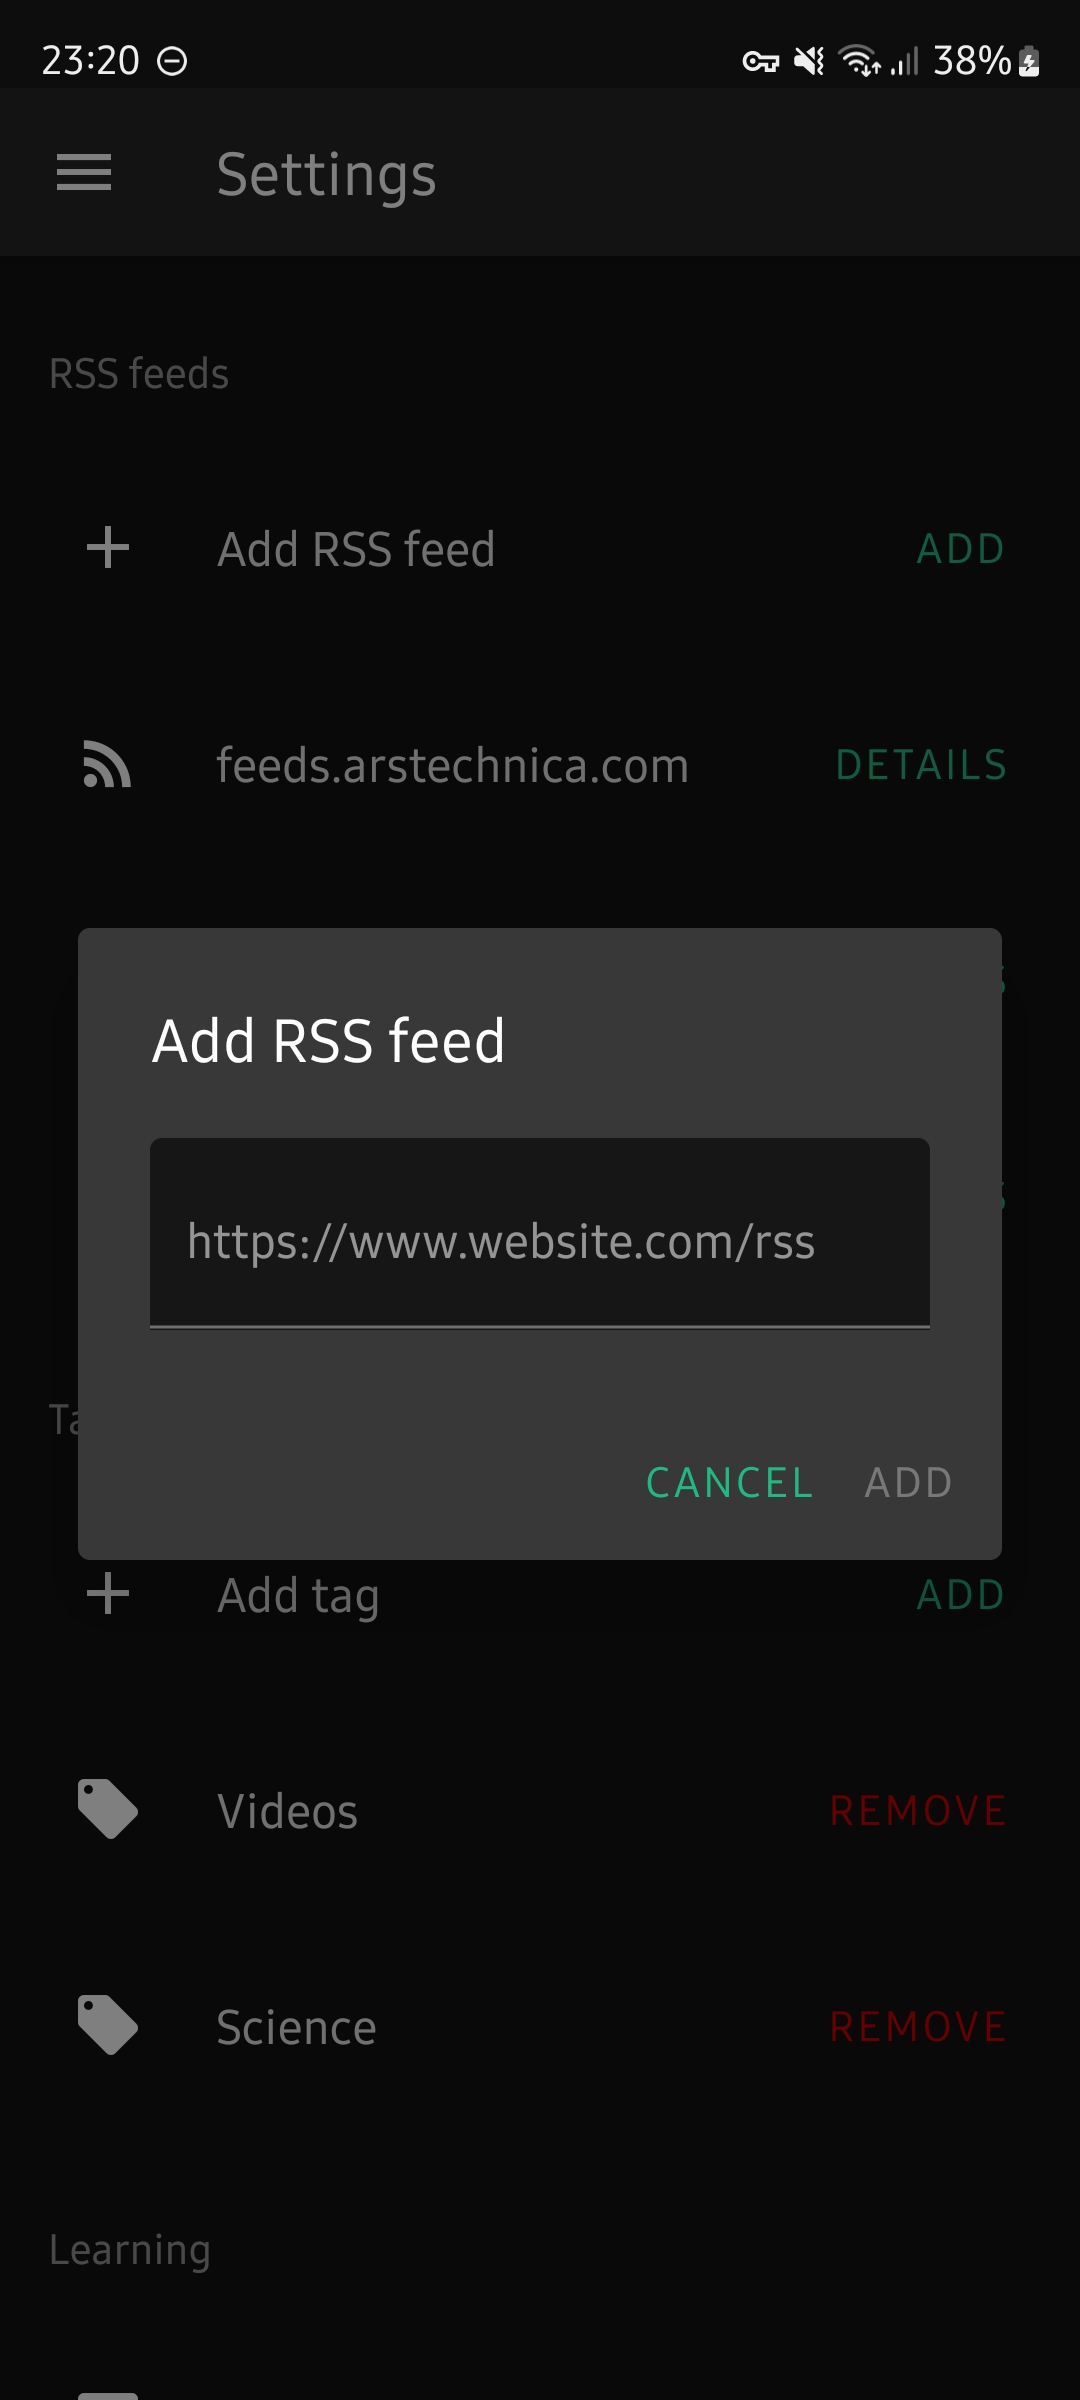 23:20 38%
Settings
RSS feeds
Add RSS feed ADD
feeds.arstechnica.com DETAILS
Add RSS feed
https://www.website.com/rss
CANCEL ADD
Add tag ADD
Videos REMOVE
Science REMOVE
Learning